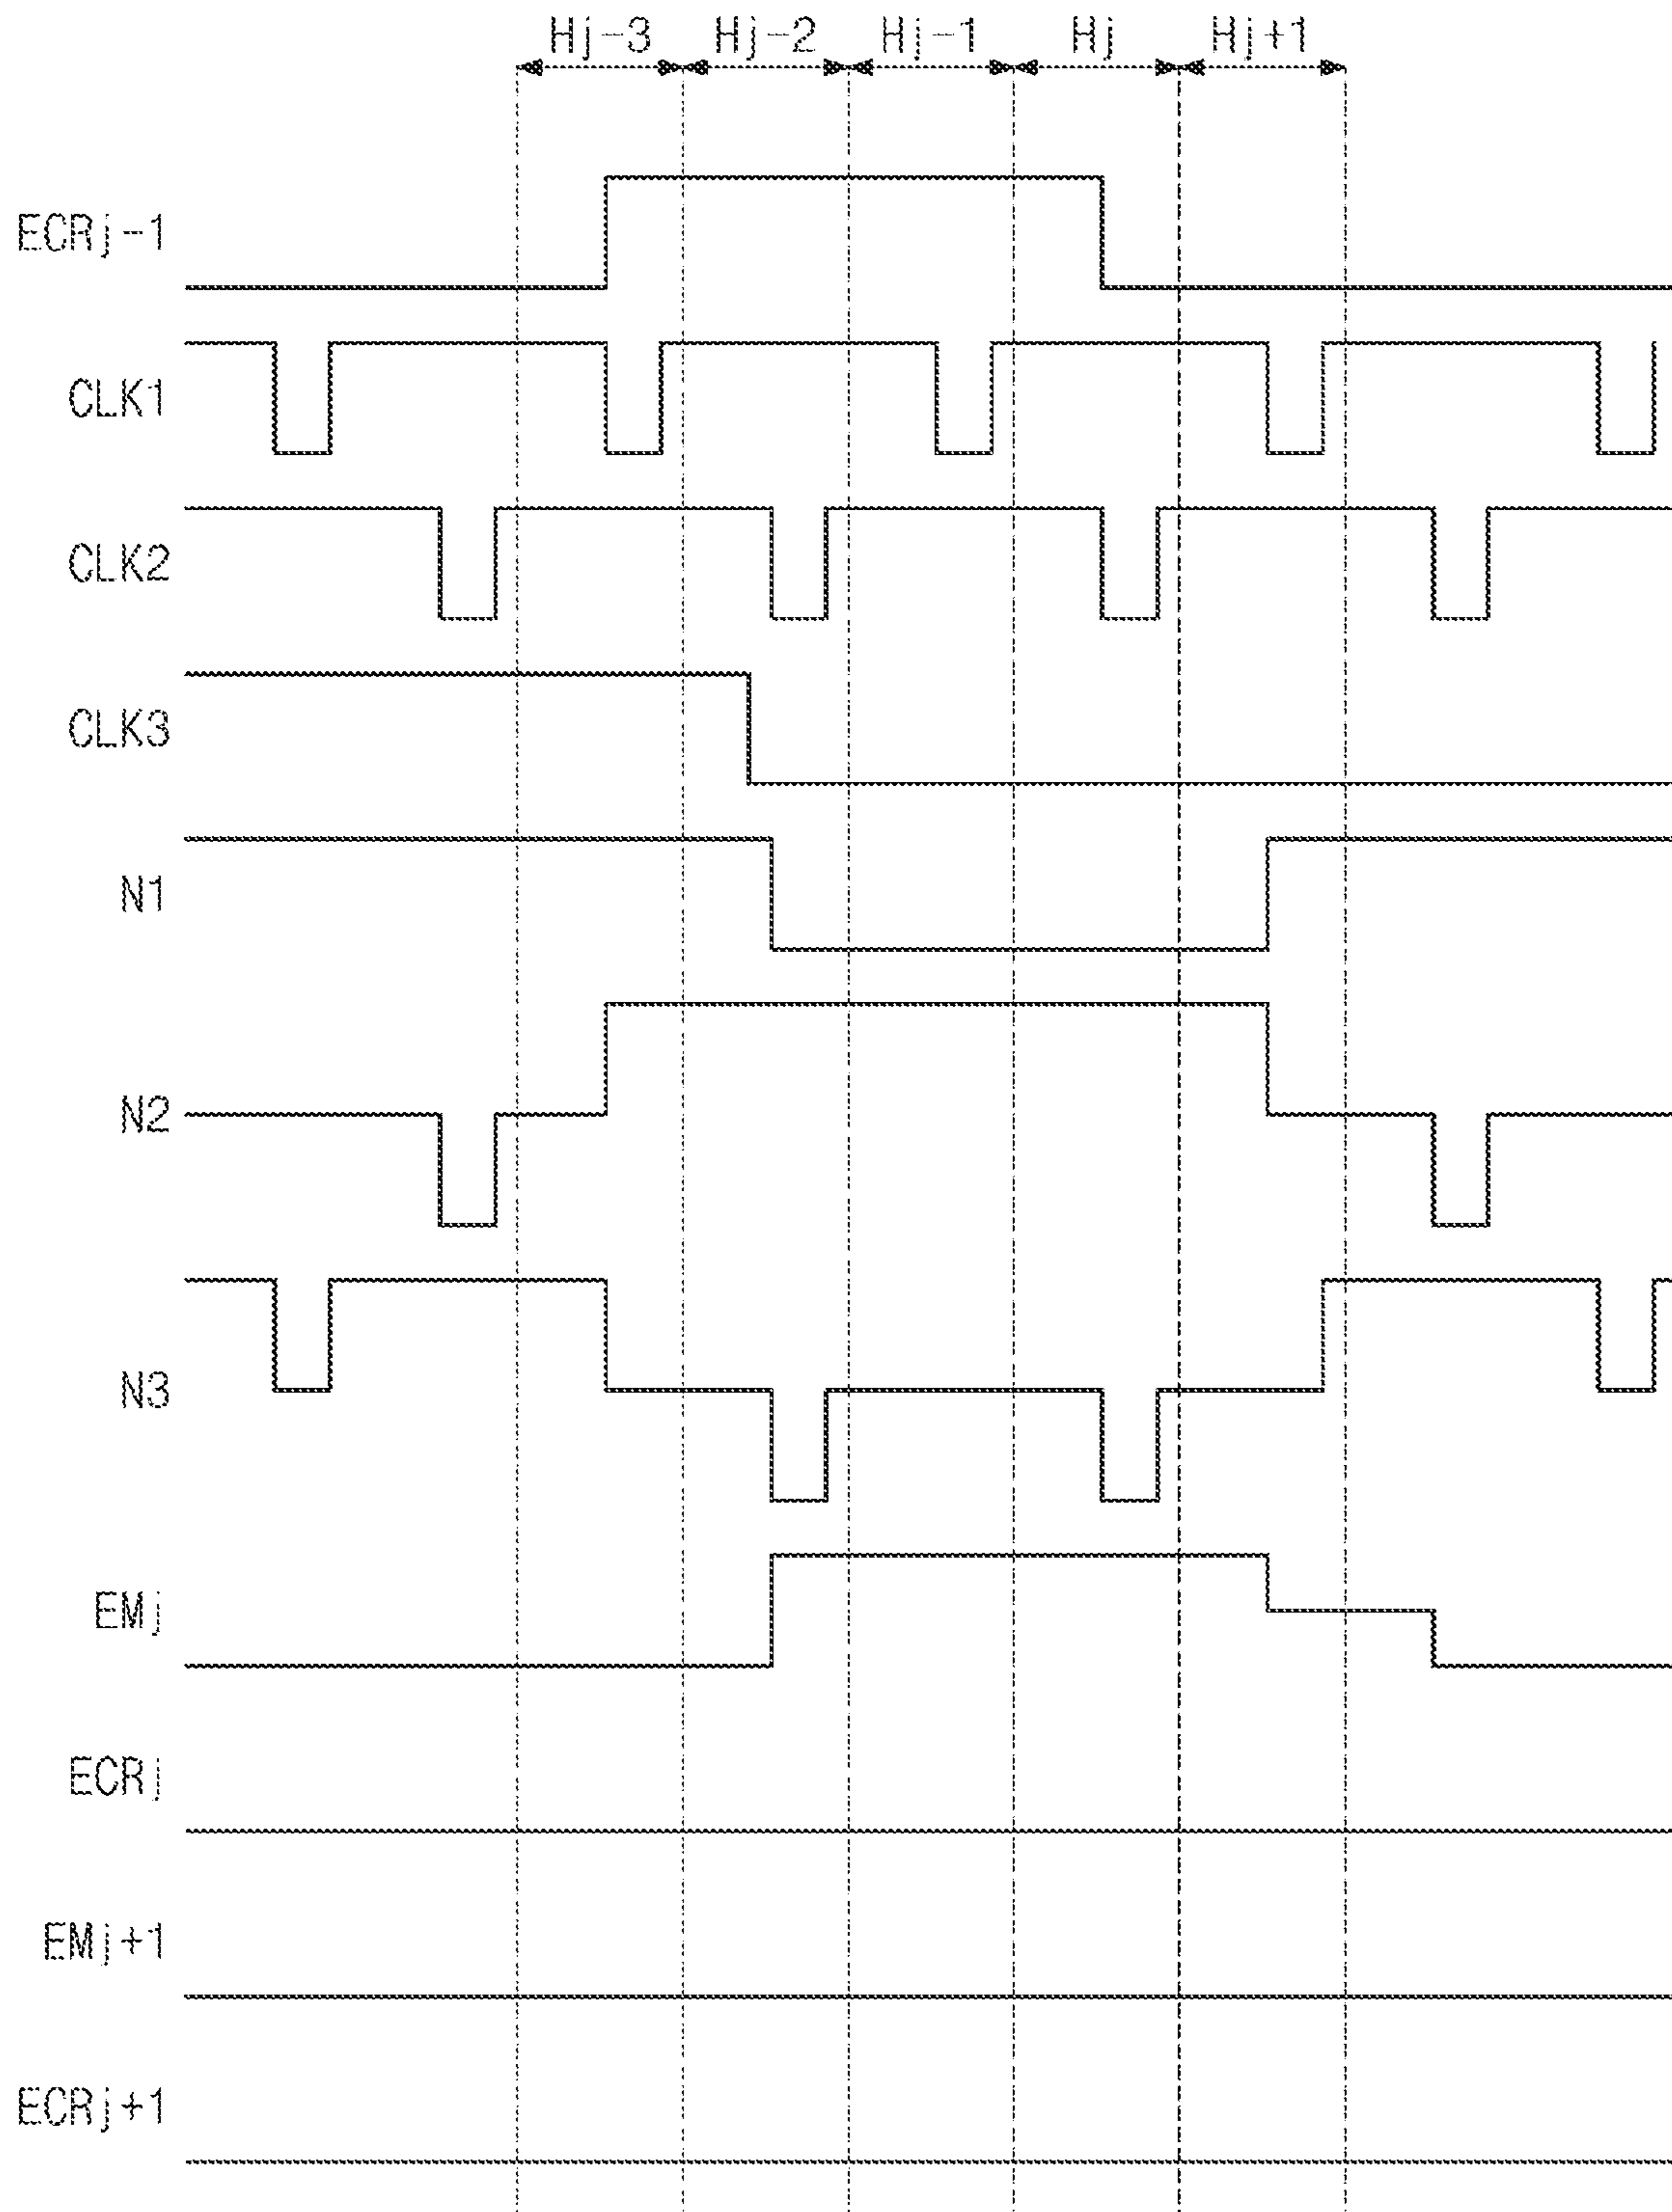 Hj-3 Hj-2 Hj-1 Hj Hj+1
ECRj-1
CLK1
CLK2
CLK3
N1
N2
N3
EMj
ECRj
EMj+1
ECRj+1